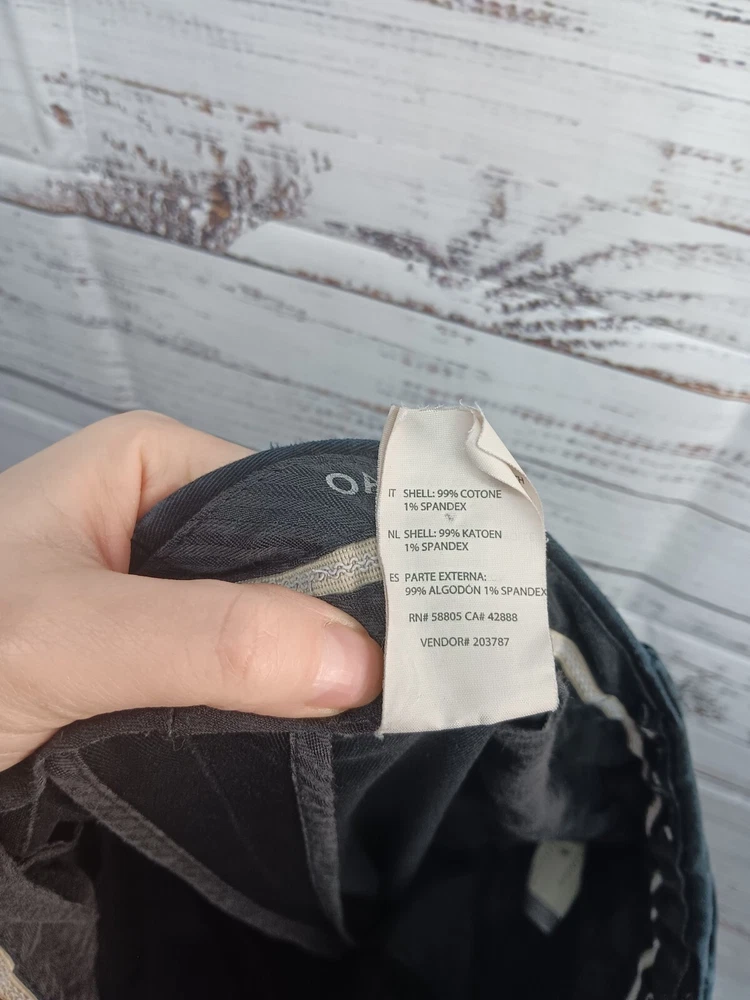 OA
IT SHELL: 99% COTONE
1% SPANDEX
NL SHELL: 99% KATOEN
1% SPANDEX
ES PARTE EXTERNA:
99% ALGODÓN 1% SPANDEX
RN# 58805 CA# 42888
VENDOR# 203787